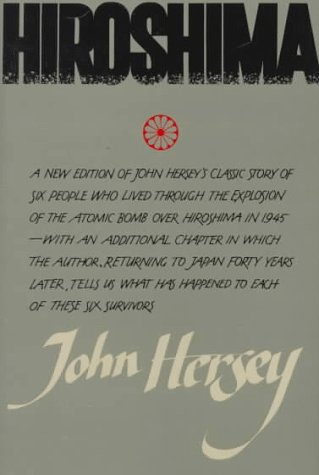 HIROSHIMA
A NEW EDITION OF JOHN HERSEY'S CLASSIC STORY OF
SIX PEOPLE WHO LIVED THROUGH THE EXPLOSION
OF THE ATOMIC BOMB OVER HIROSHIMA IN 1945
—WITH AN ADDITIONAL CHAPTER IN WHICH
THE AUTHOR, RETURNING TO JAPAN FORTY YEARS
LATER, TELLS US WHAT HAS HAPPENED TO EACH
OF THESE SIX SURVIVORS
John Hersey